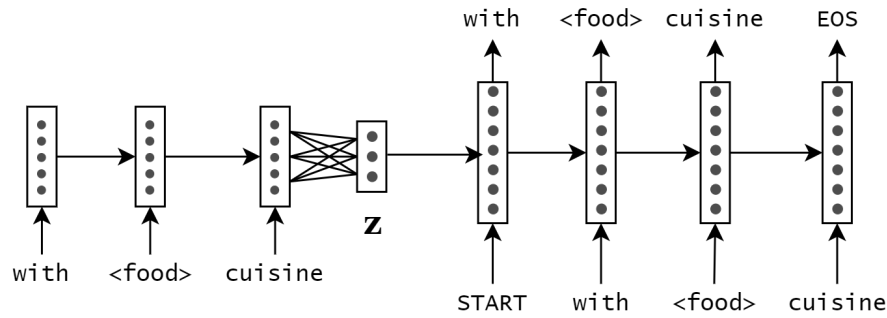 with <food> cuisine EOS
z
with <food> cuisine
START with <food> cuisine